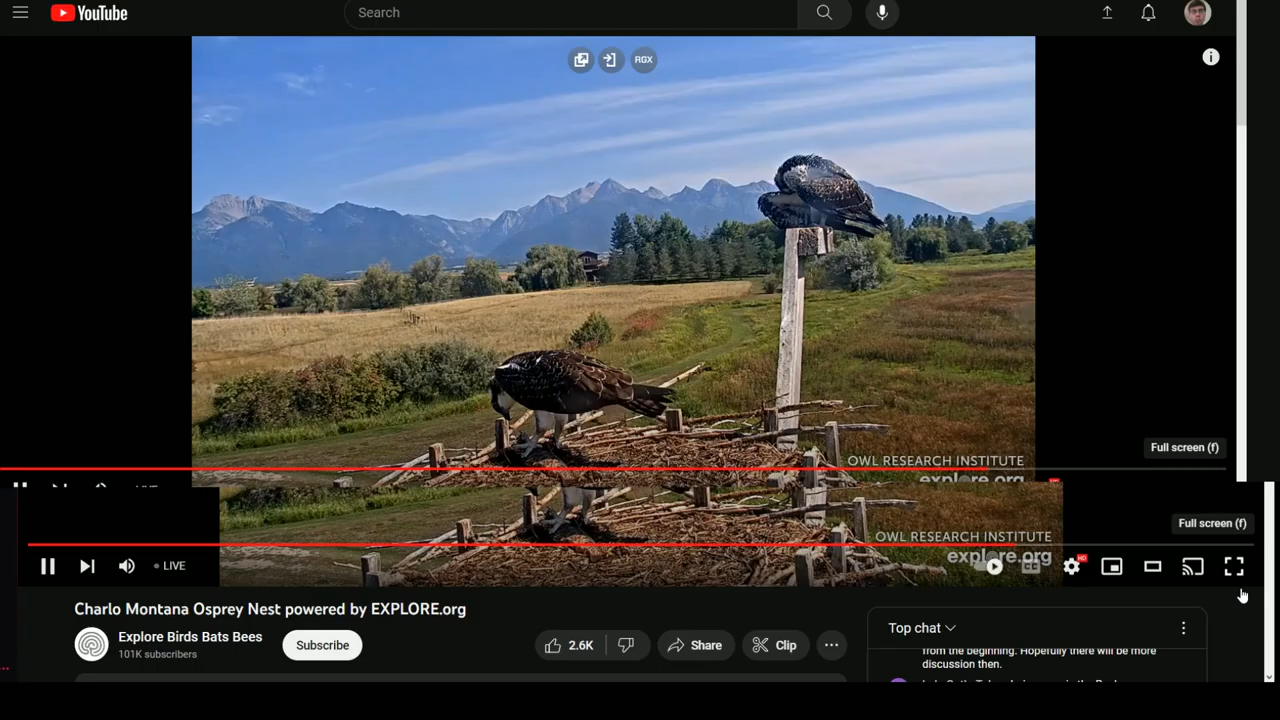 YouTube
Search
RGX
Full screen (f)
OWL RESEARCH INSTITUTE
explore.org
Full screen (f)
OWL RESEARCH INSTITUTE
explore.org
HD
LIVE
Charlo Montana Osprey Nest powered by EXPLORE.org
Explore Birds Bats Bees
101K subscribers
Subscribe
2.6K
Share
Clip
Top chat
from the beginning. Hopefully there will be more
discussion then.